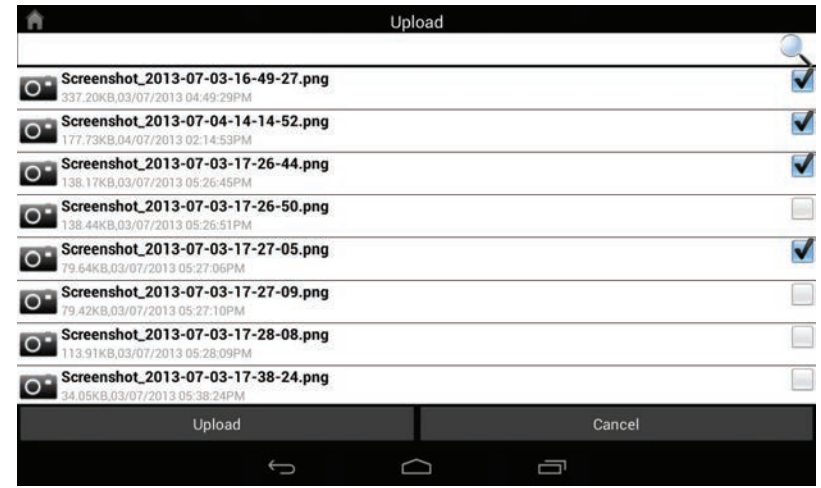 Upload
Screenshot_2013-07-03-16-49-27.png
337.20KB,03/07/2013 04:49:29PM
Screenshot_2013-07-04-14-14-52.png
177.73KB,04/07/2013 02:14:53PM
Screenshot_2013-07-03-17-26-44.png
138.17KB,03/07/2013 05:26:45PM
Screenshot_2013-07-03-17-26-50.png
138.44KB,03/07/2013 05:26:51PM
Screenshot_2013-07-03-17-27-05.png
79.64KB,03/07/2013 05:27:06PM
Screenshot_2013-07-03-17-27-09.png
79.42KB,03/07/2013 05:27:10PM
Screenshot_2013-07-03-17-28-08.png
113.91KB,03/07/2013 05:28:09PM
Screenshot_2013-07-03-17-38-24.png
34.05KB,03/07/2013 05:38:24PM
Upload Cancel